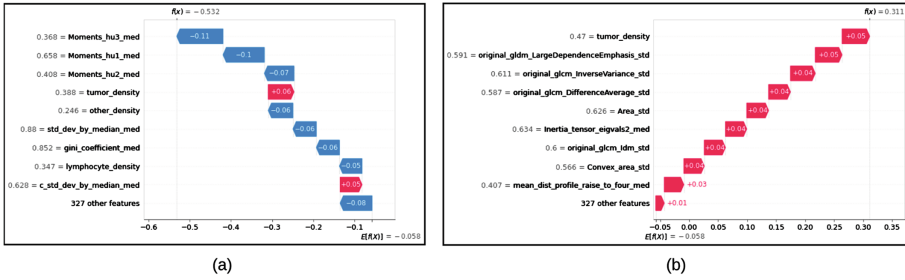 f(x) = −0.532
0.368 = Moments_hu3_med
−0.11
0.658 = Moments_hu1_med
−0.1
0.408 = Moments_hu2_med
−0.07
0.388 = tumor_density
+0.06
0.246 = other_density
−0.06
0.88 = std_dev_by_median_med
−0.06
0.852 = gini_coefficient_med
−0.06
0.347 = lymphocyte_density
−0.05
0.628 = c_std_dev_by_median_med
+0.05
327 other features
−0.08
−0.6 −0.5 −0.4 −0.3 −0.2 −0.1
E[f(X)] = −0.058
(a)
f(x) = 0.311
0.47 = tumor_density
+0.05
0.591 = original_gldm_LargeDependenceEmphasis_std
+0.05
0.611 = original_glcm_InverseVariance_std
+0.04
0.587 = original_glcm_DifferenceAverage_std
+0.04
0.626 = Area_std
+0.04
0.634 = Inertia_tensor_eigvals2_med
+0.04
0.6 = original_glcm_Idm_std
+0.04
0.566 = Convex_area_std
+0.04
0.407 = mean_dist_profile_raise_to_four_med
+0.03
327 other features
+0.01
−0.05 0.00 0.05 0.10 0.15 0.20 0.25 0.30 0.35
E[f(X)] = −0.058
(b)